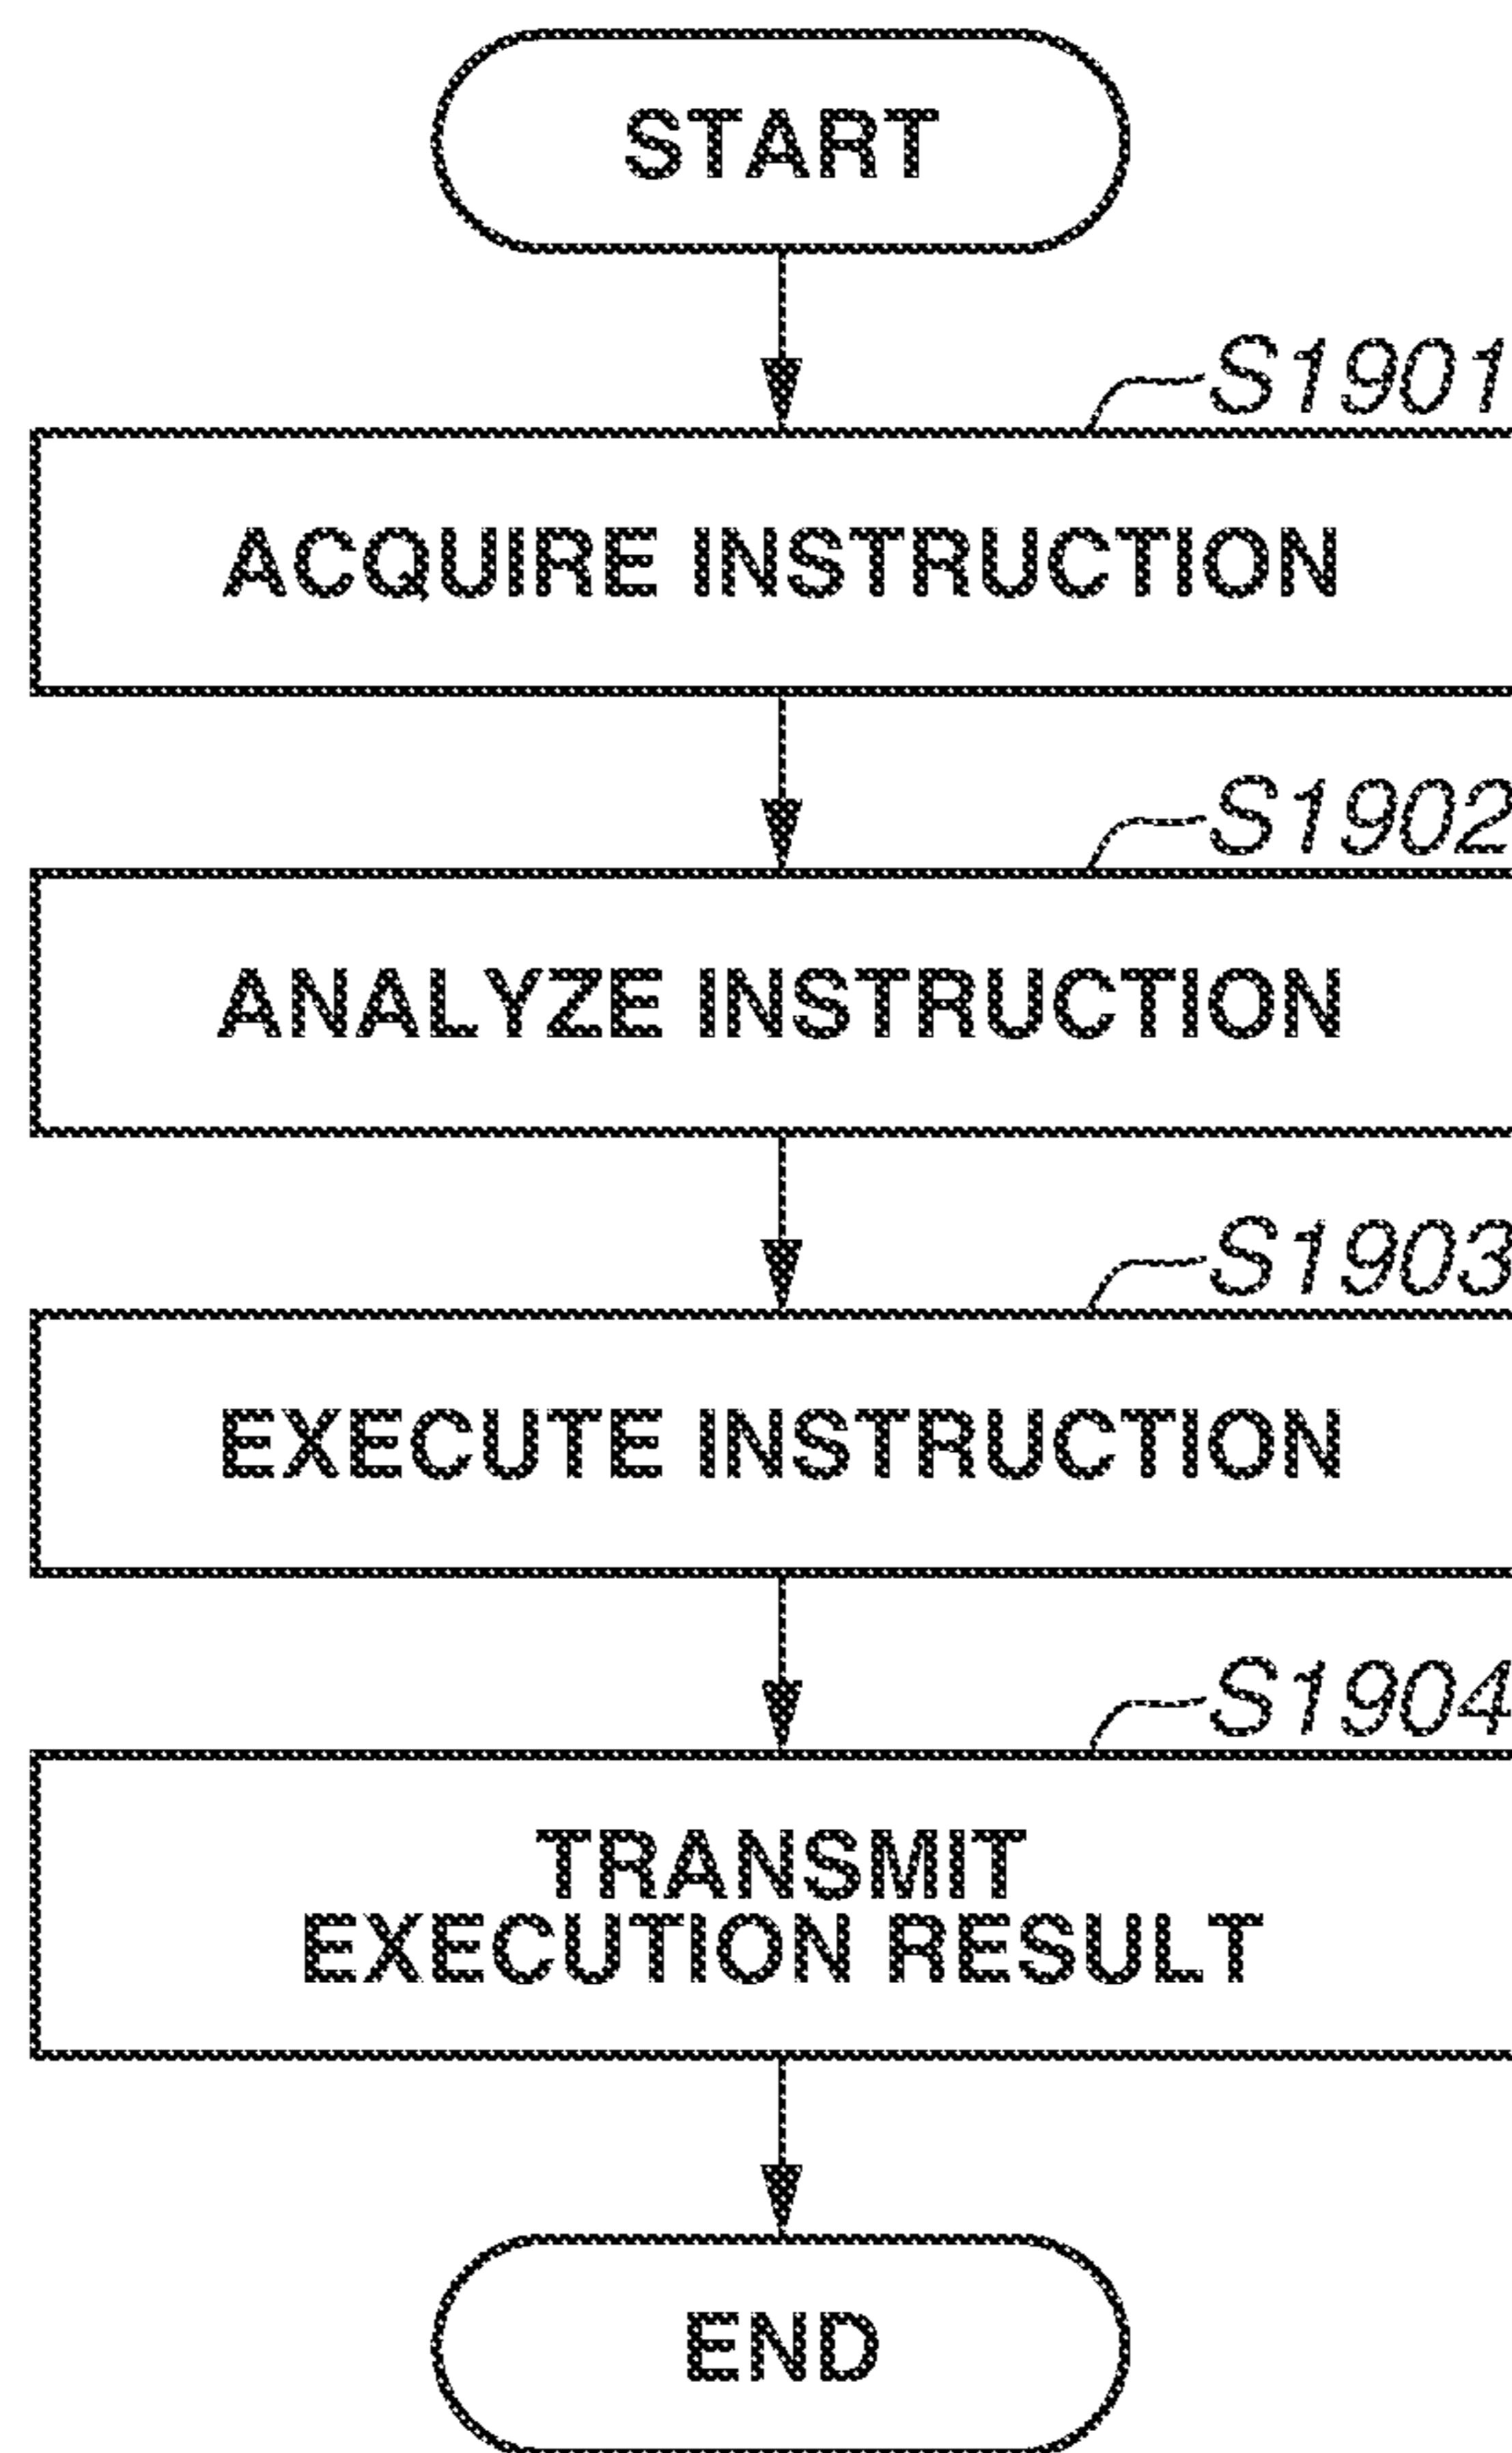 START
S1901
ACQUIRE INSTRUCTION
S1902
ANALYZE INSTRUCTION
S1903
EXECUTE INSTRUCTION
S1904
TRANSMIT
EXECUTION RESULT
END